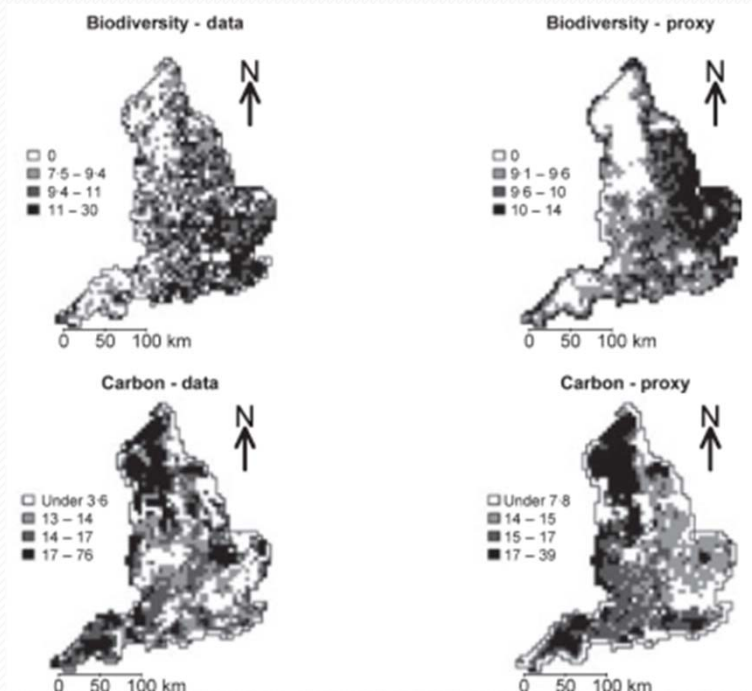 Biodiversity - data
N
0
7·5 – 9·4
9·4 – 11
11 – 30
0 50 100 km
Biodiversity - proxy
N
0
9·1 – 9·6
9·6 – 10
10 – 14
0 50 100 km
Carbon - data
N
Under 3·6
13 – 14
14 – 17
17 – 76
0 50 100 km
Carbon - proxy
N
Under 7·8
14 – 15
15 – 17
17 – 39
0 50 100 km